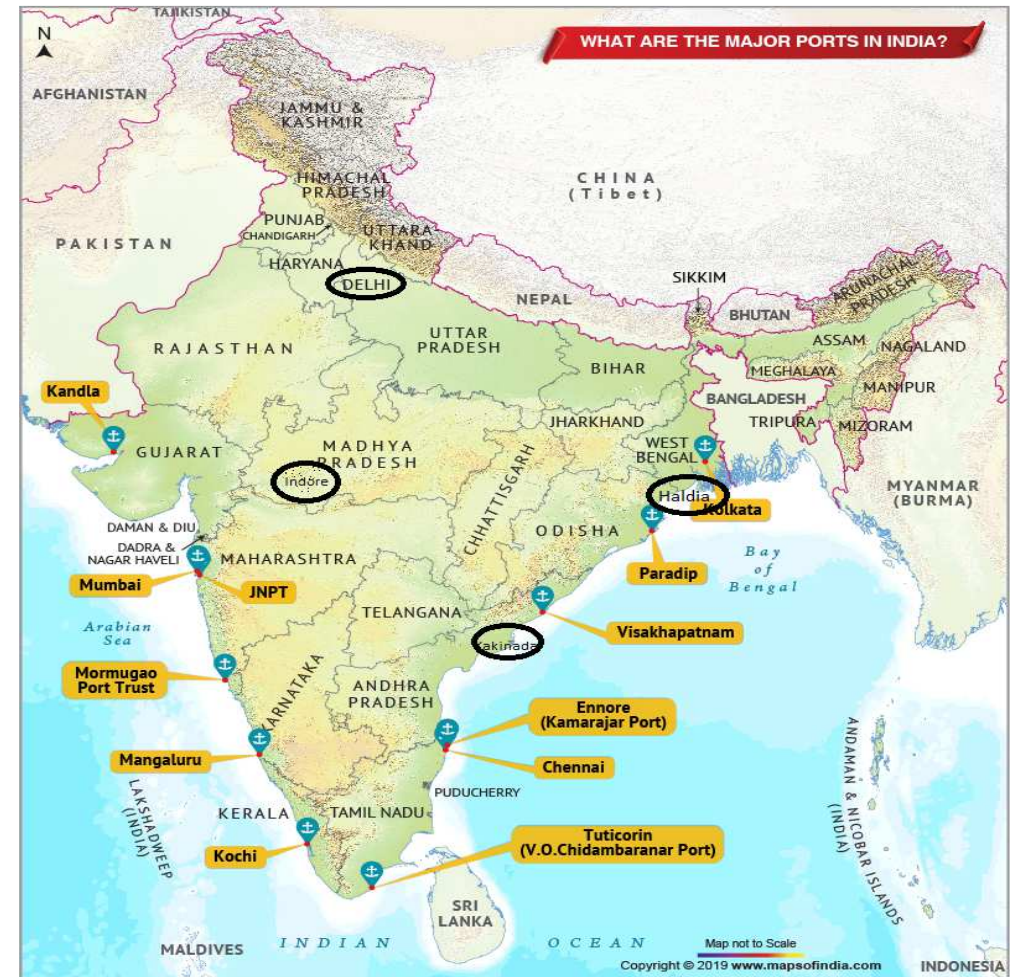 TAJIKISTAN
N
WHAT ARE THE MAJOR PORTS IN INDIA?
AFGHANISTAN
JAMMU &
KASHMIR
CHINA
(Tibet)
HIMACHAL
PRADESH
PUNJAB
CHANDIGARH
UTTARA
KHAND
PAKISTAN
HARYANA
DELHI
SIKKIM
NEPAL
BHUTAN
ARUNACHAL
PRADESH
RAJASTHAN
UTTAR
PRADESH
ASSAM
NAGALAND
BIHAR
MEGHALAYA
MANIPUR
Kandla
BANGLADESH
JHARKHAND
TRIPURA
MIZORAM
GUJARAT
MADHYA
PRADESH
WEST
BENGAL
Indore
CHHATTISGARH
Haldia
Kolkata
MYANMAR
(BURMA)
DAMAN & DIU
ODISHA
DADRA &
NAGAR HAVELI
MAHARASHTRA
Bay
of
Bengal
Paradip
Mumbai
JNPT
TELANGANA
Visakhapatnam
Arabian
Sea
Kakinada
Mormugao
Port Trust
KARNATAKA
ANDHRA
PRADESH
Ennore
(Kamarajar Port)
Mangaluru
Chennai
PUDUCHERRY
LAKSHADWEEP
(INDIA)
KERALA
TAMIL NADU
ANDAMAN & NICOBAR ISLANDS
(INDIA)
Kochi
Tuticorin
(V.O.Chidambaranar Port)
SRI
LANKA
MALDIVES
INDIAN OCEAN
Map not to Scale
Copyright © 2019 www.mapsofindia.com
INDONESIA